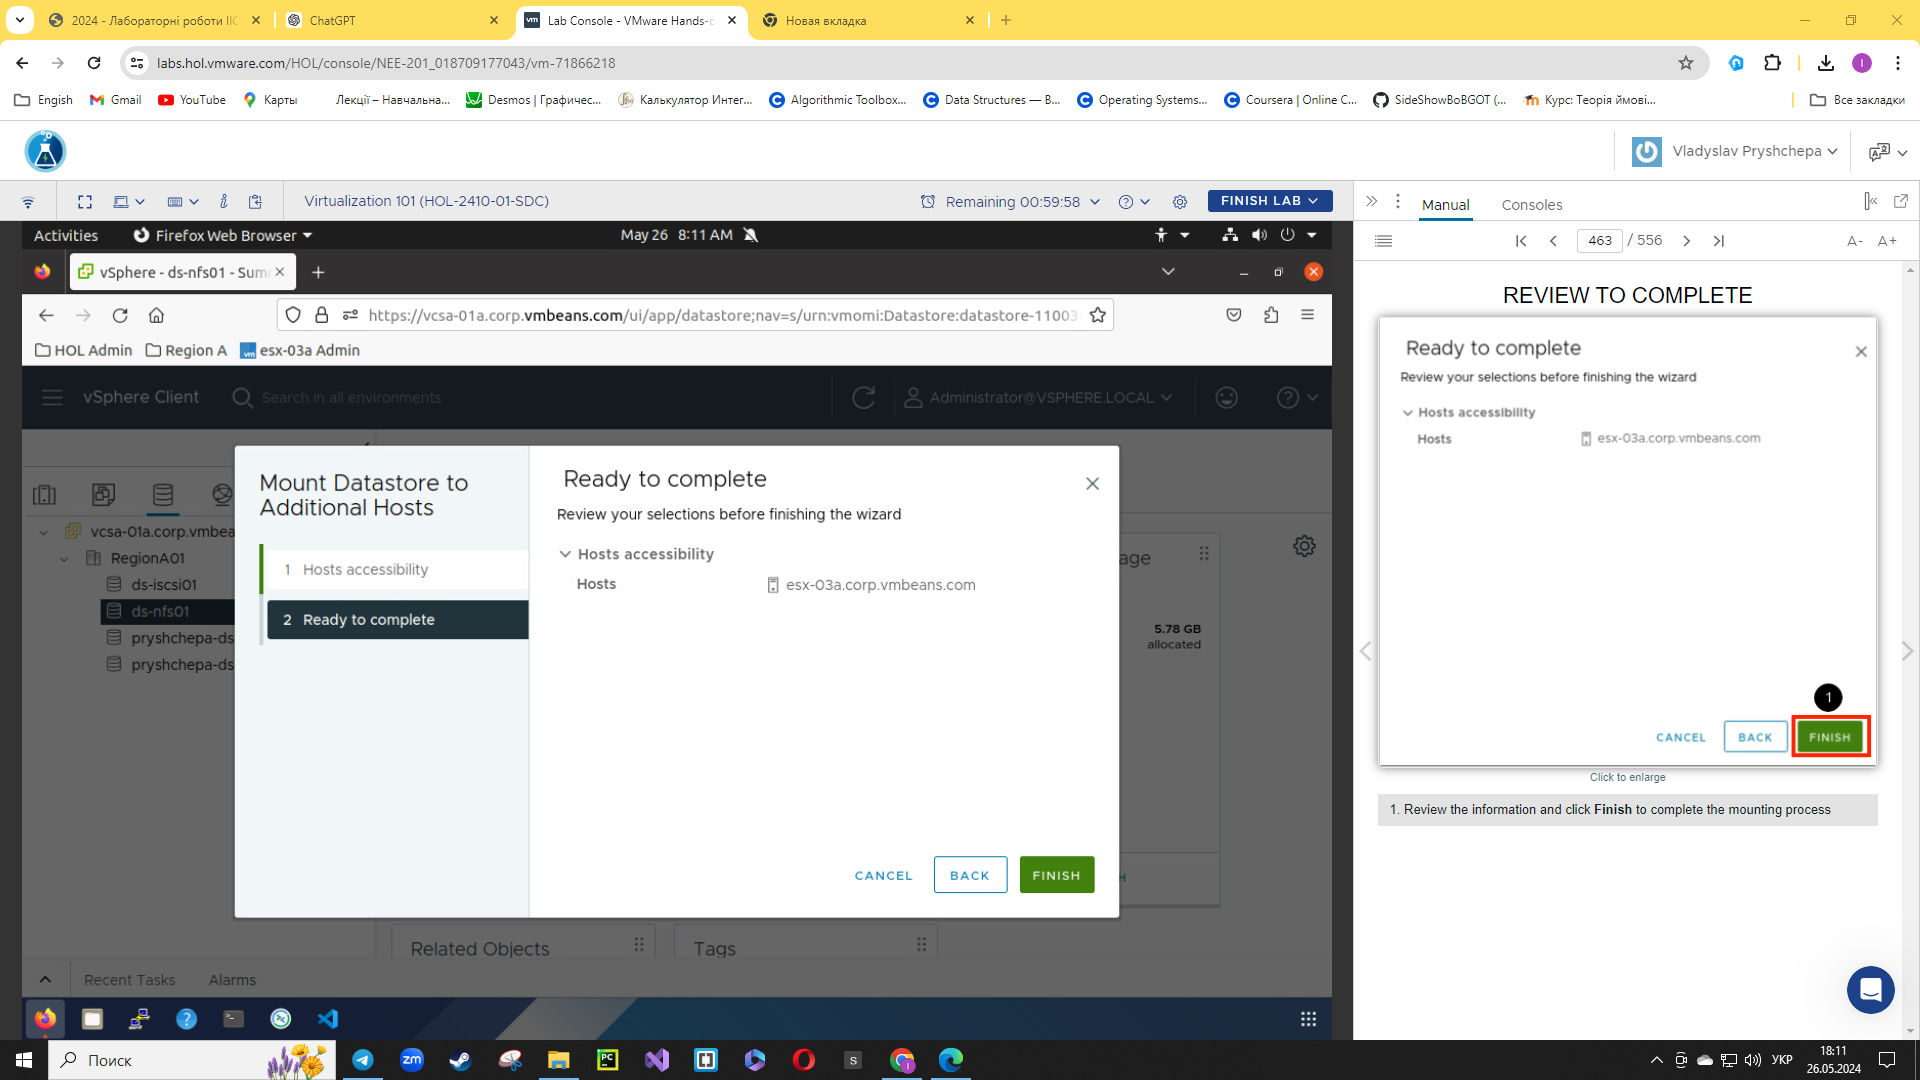 2024 - Лабораторні роботи ІІС
ChatGPT
Lab Console - VMware Hands-o
Новая вкладка
labs.hol.vmware.com/HOL/console/NEE-201_018709177043/vm-71866218
Engish
Gmail
YouTube
Карты
Лекції – Навчальна...
Desmos | Графичес...
Калькулятор Интег...
Algorithmic Toolbox...
Data Structures — В...
Operating Systems...
Coursera | Online C...
SideShowBoBGOT (...
Курс: Теорія ймові...
Все закладки
Vladyslav Pryshchepa
Virtualization 101 (HOL-2410-01-SDC)
Remaining 00:59:58
FINISH LAB
Manual
Consoles
463 / 556
A-
A+
Activities
Firefox Web Browser
May 26 8:11 AM
vSphere - ds-nfs01 - Sum
https://vcsa-01a.corp.vmbeans.com/ui/app/datastore;nav=s/urn:vmomi:Datastore:datastore-11003
HOL Admin
Region A
esx-03a Admin
vSphere Client
Search in all environments
Administrator@VSPHERE.LOCAL
vcsa-01a.corp.vmbea
RegionA01
ds-iscsi01
ds-nfs01
pryshchepa-ds
pryshchepa-ds
Mount Datastore to
Additional Hosts
1 Hosts accessibility
2 Ready to complete
Ready to complete
Review your selections before finishing the wizard
Hosts accessibility
Hosts
esx-03a.corp.vmbeans.com
CANCEL
BACK
FINISH
age
5.78 GB
allocated
Related Objects
Tags
Recent Tasks
Alarms
REVIEW TO COMPLETE
Ready to complete
Review your selections before finishing the wizard
Hosts accessibility
Hosts
esx-03a.corp.vmbeans.com
1
CANCEL
BACK
FINISH
Click to enlarge
1. Review the information and click Finish to complete the mounting process
Поиск
УКР
18:11
26.05.2024